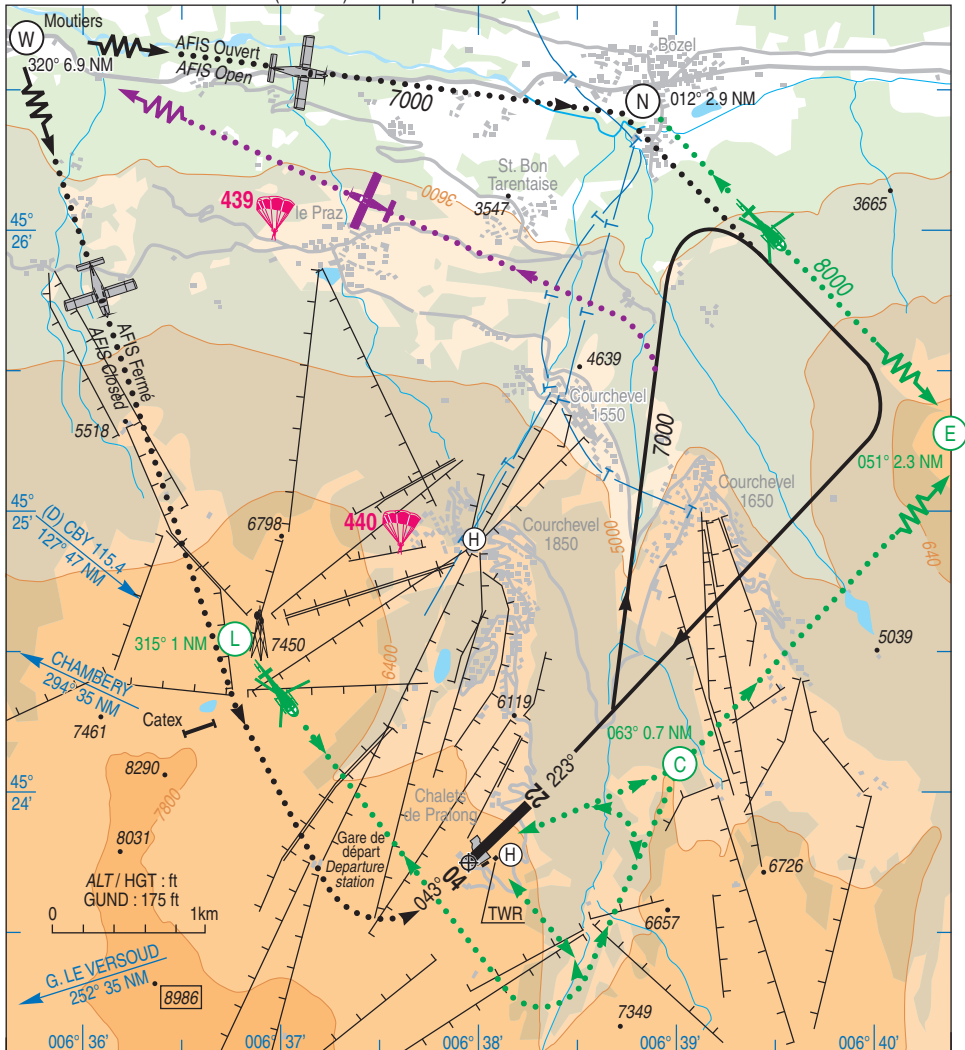 W
Moutiers
320° 6.9 NM
AFIS Ouvert
AFIS Open
7000
Bozel
N
012° 2.9 NM
St. Bon
Tarentaise
3547
3600
3665
439
le Praz
45°
26'
8000
AFIS Fermé
AFIS Closed
4639
Courchevel
1550
7000
E
051° 2.3 NM
5518
45°
25'
6798
440
H
Courchevel
1850
Courchevel
1650
5000
640
(D) CBY 115.4
127° 47 NM
L
315° 1 NM
7450
6400
5039
CHAMBERY
294° 35 NM
7461
Catex
6119
063° 0.7 NM
C
8290
7800
45°
24'
22
223°
Chalets
de Pralong
8031
Gare de
départ
Departure
station
H
04
043°
TWR
6726
6657
ALT / HGT : ft
GUND : 175 ft
0
1km
G. LE VERSOUD
252° 35 NM
8986
7349
006° 36'
006° 37'
006° 38'
006° 39'
006° 40'